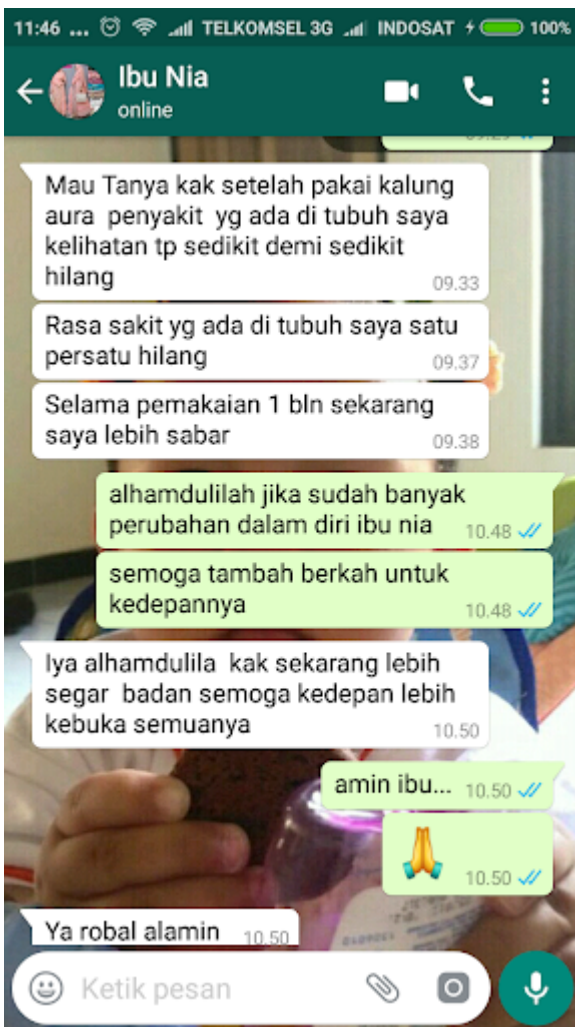 11:46 ... TELKOMSEL 3G INDOSAT 100%
Ibu Nia
online
Mau Tanya kak setelah pakai kalung
aura penyakit yg ada di tubuh saya
kelihatan tp sedikit demi sedikit
hilang 09.33
Rasa sakit yg ada di tubuh saya satu
persatu hilang 09.37
Selama pemakaian 1 bln sekarang
saya lebih sabar 09.38
alhamdulilah jika sudah banyak
perubahan dalam diri ibu nia 10.48
semoga tambah berkah untuk
kedepannya 10.48
Iya alhamdulila kak sekarang lebih
segar badan semoga kedepan lebih
kebuka semuanya 10.50
amin ibu... 10.50
🙏 10.50
Ya robal alamin 10.50
Ketik pesan